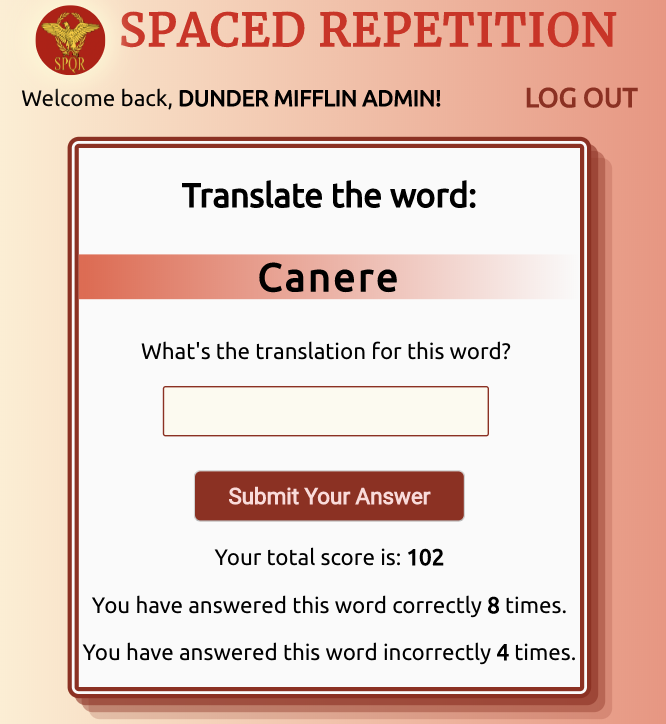 SPACED REPETITION
SPQR
Welcome back, DUNDER MIFFLIN ADMIN!
LOG OUT
Translate the word:
Canere
What's the translation for this word?
Submit Your Answer
Your total score is: 102
You have answered this word correctly 8 times.
You have answered this word incorrectly 4 times.